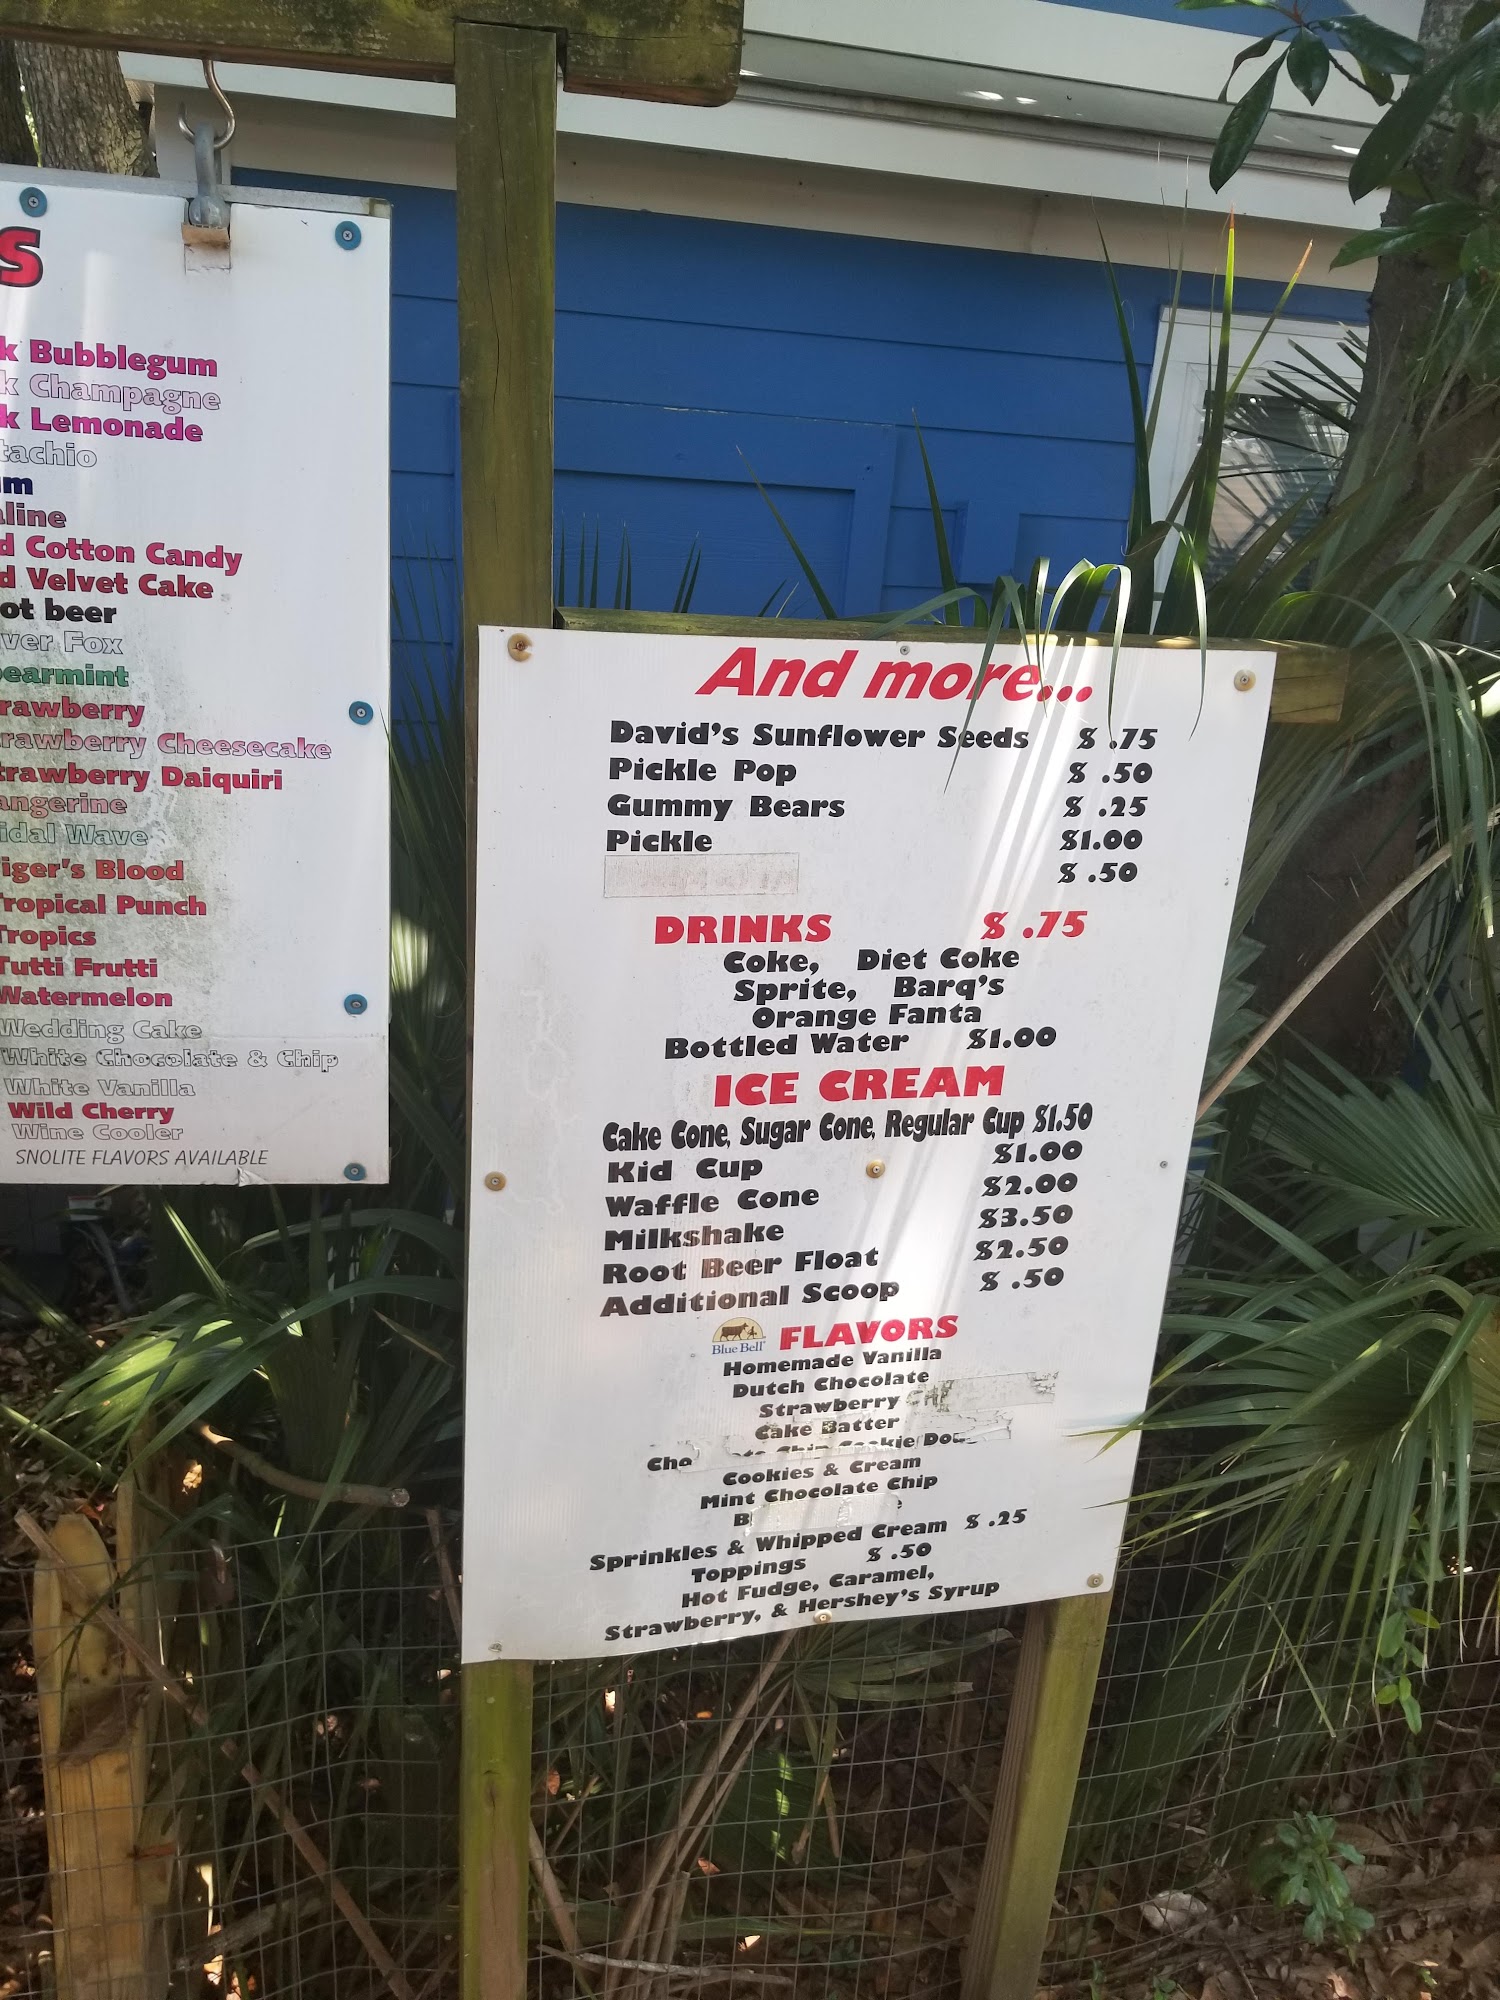 S
k Bubblegum
k Champagne
k Lemonade
tachio
m
line
d Cotton Candy
d Velvet Cake
ot beer
ver Fox
earmint
rawberry
rawberry Cheesecake
trawberry Daiquiri
angerine
idal Wave
iger's Blood
Tropical Punch
Tropics
Tutti Frutti
Watermelon
Wedding Cake
White Chocolate & Chip
White Vanilla
Wild Cherry
Wine Cooler
SNOLITE FLAVORS AVAILABLE
And more...
David's Sunflower Seeds $ .75
Pickle Pop $ .50
Gummy Bears $ .25
Pickle $1.00
$ .50
DRINKS $ .75
Coke, Diet Coke
Sprite, Barq's
Orange Fanta
Bottled Water $1.00
ICE CREAM
Cake Cone, Sugar Cone, Regular Cup $1.50
Kid Cup $1.00
Waffle Cone $2.00
Milkshake $3.50
Root Beer Float $2.50
Additional Scoop $ .50
Blue Bell FLAVORS
Homemade Vanilla
Dutch Chocolate
Strawberry
Cake Batter
Cho Chip Cookie Dou
Cookies & Cream
Mint Chocolate Chip
B
Sprinkles & Whipped Cream $ .25
Toppings $ .50
Hot Fudge, Caramel,
Strawberry, & Hershey's Syrup